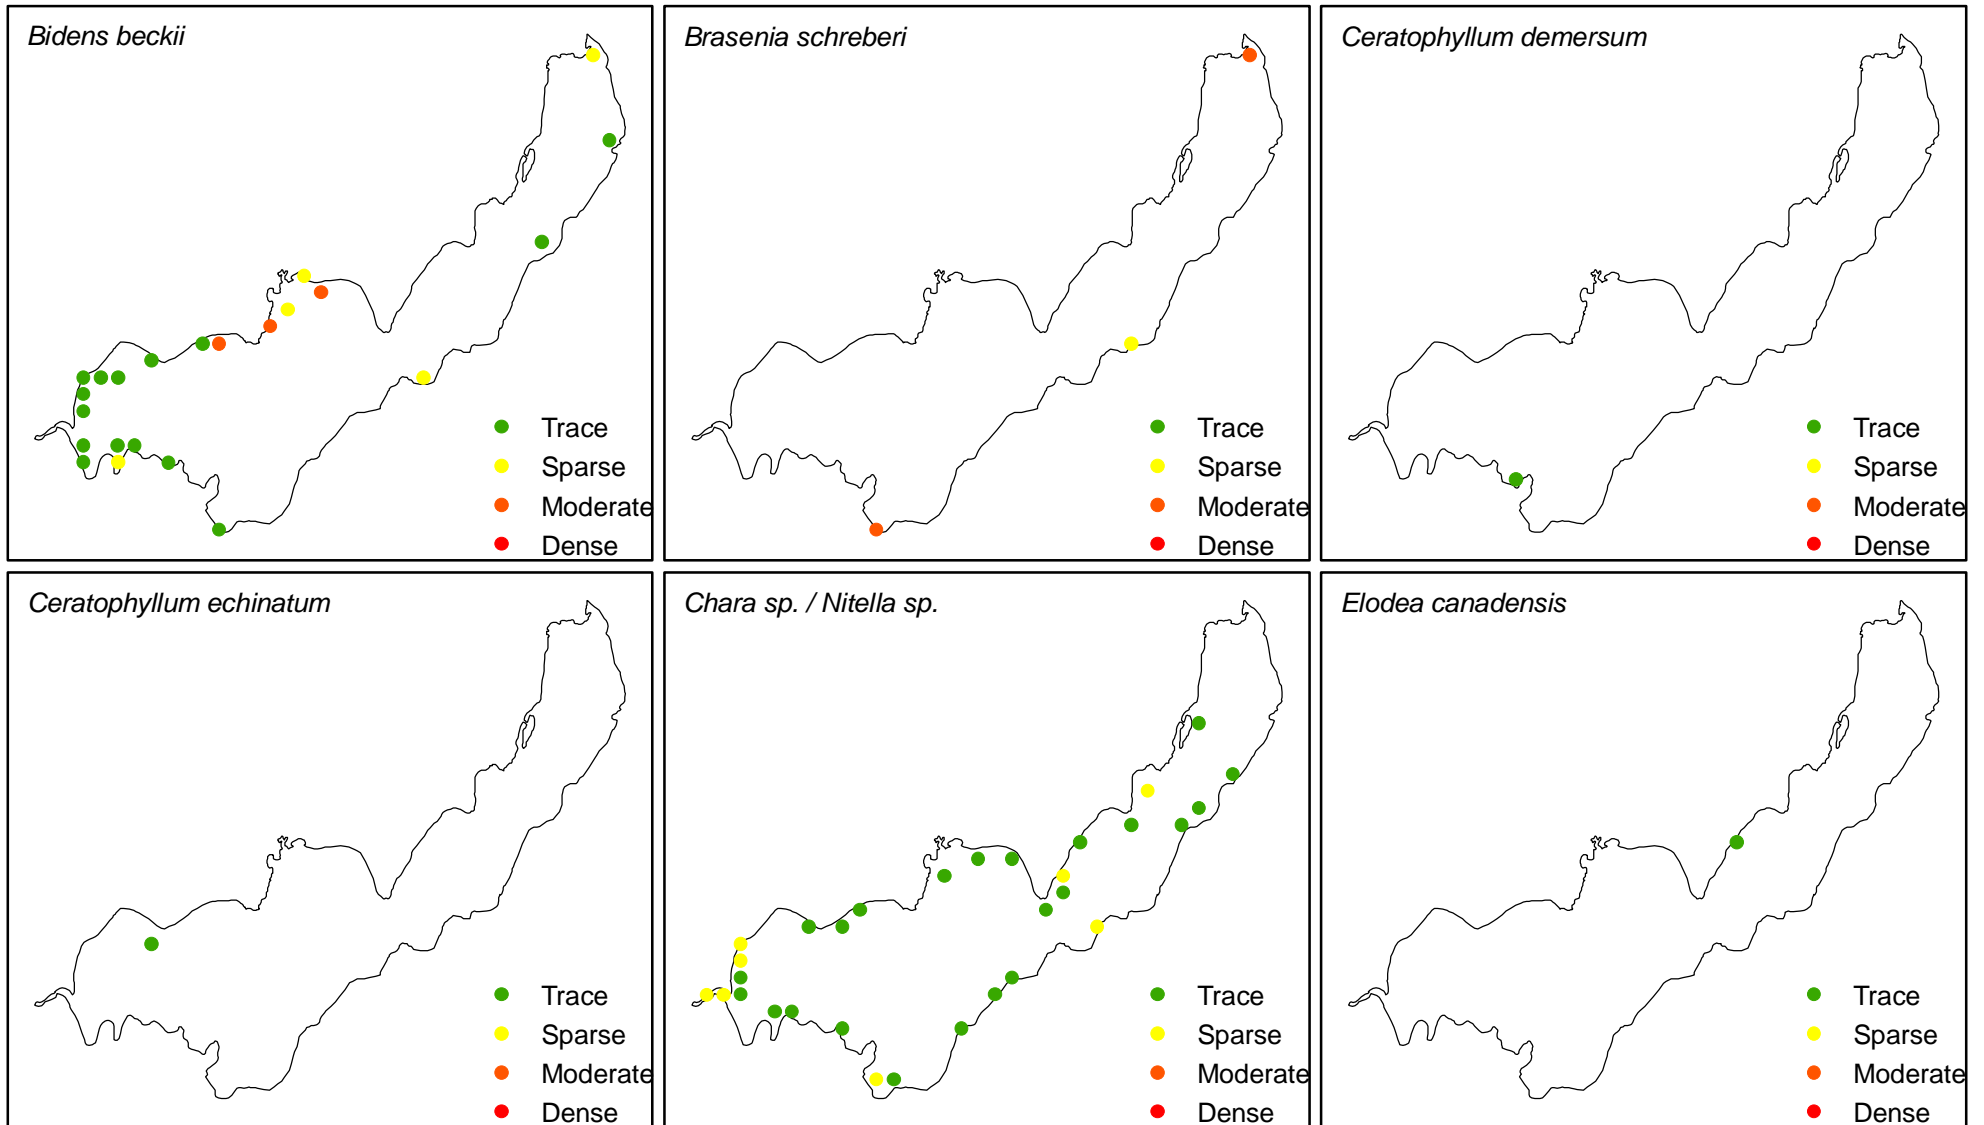 Bidens beckii
Trace
Sparse
Moderate
Dense
Brasenia schreberi
Trace
Sparse
Moderate
Dense
Ceratophyllum demersum
Trace
Sparse
Moderate
Dense
Ceratophyllum echinatum
Trace
Sparse
Moderate
Dense
Chara sp. / Nitella sp.
Trace
Sparse
Moderate
Dense
Elodea canadensis
Trace
Sparse
Moderate
Dense